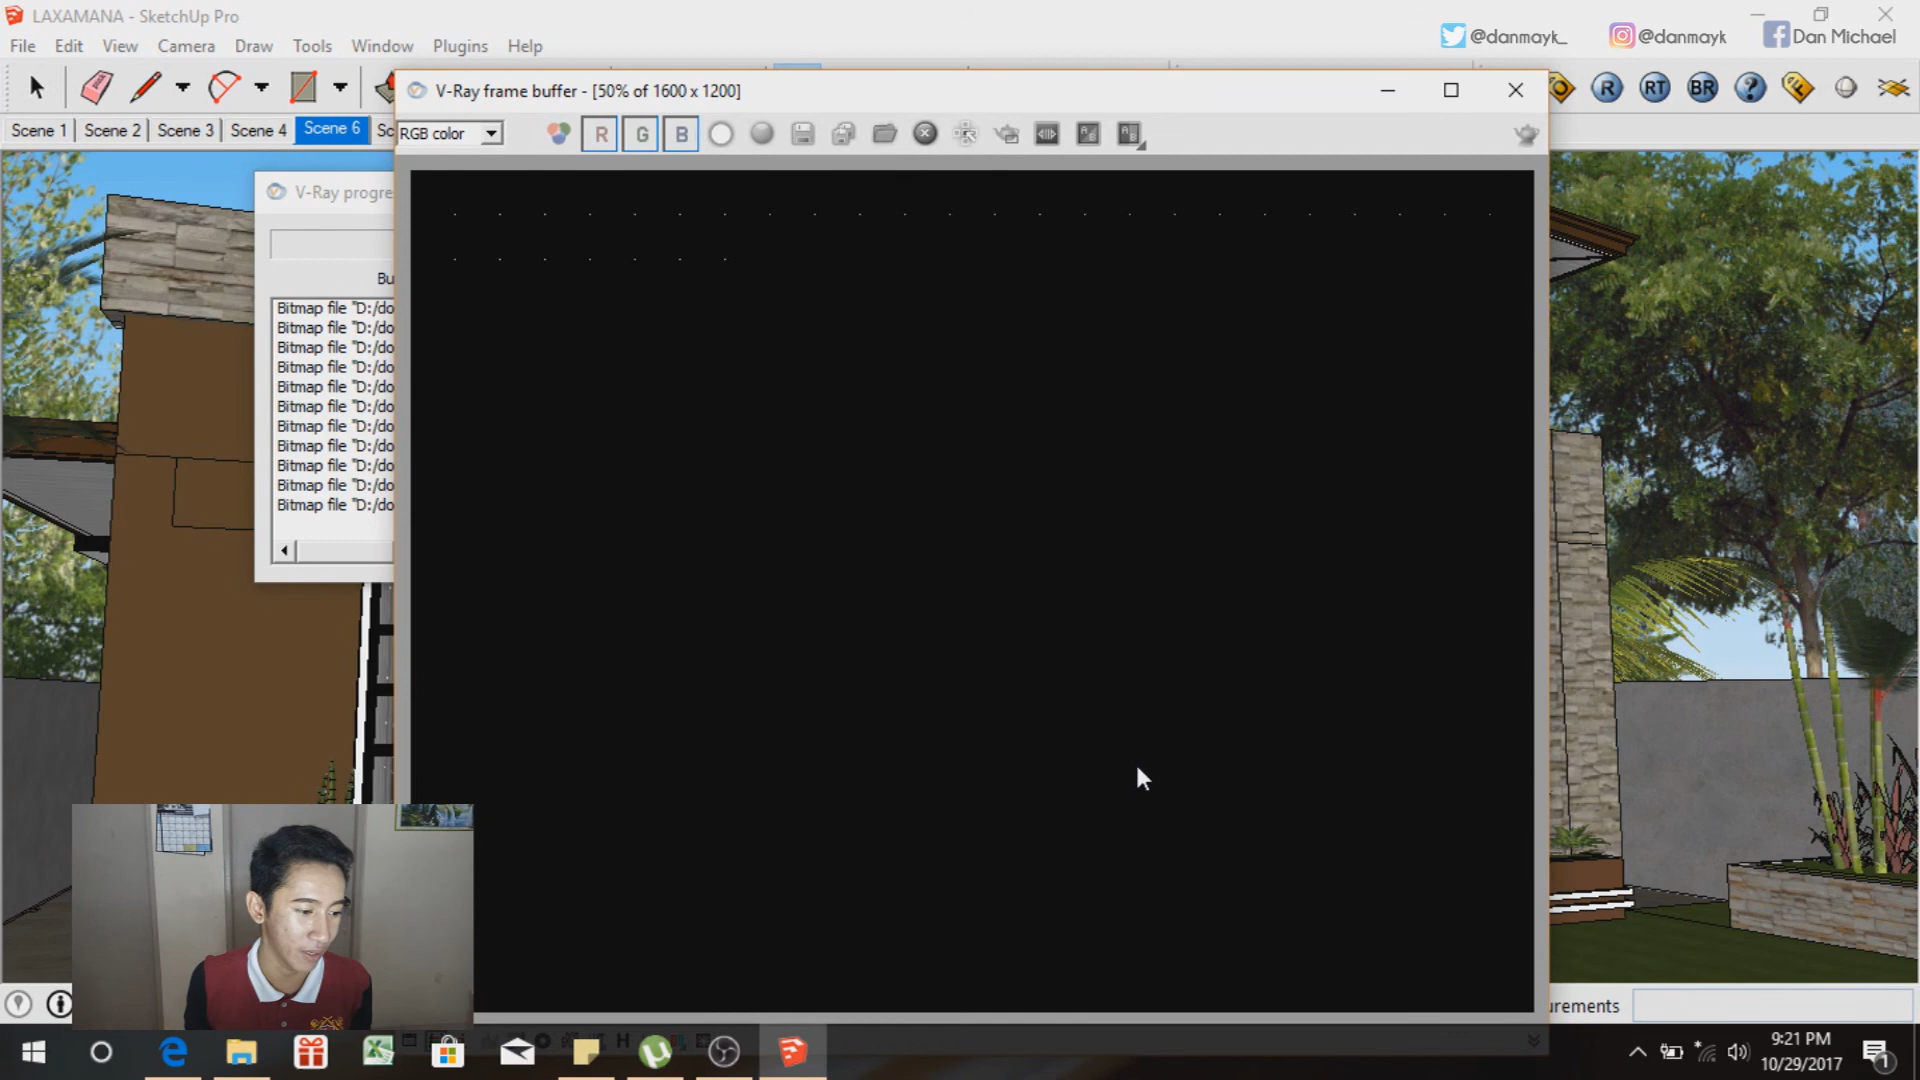 LAXAMANA - SketchUp Pro
File Edit View Camera Draw Tools Window Plugins Help
@danmayk_ @danmayk Dan Michael
V-Ray frame buffer - [50% of 1600 x 1200]
R RT BR ?
Scene 1 Scene 2 Scene 3 Scene 4 Scene 6 Sc
RGB color R G B
V-Ray progre
Bu
Bitmap file "D:/do
Bitmap file "D:/do
Bitmap file "D:/do
Bitmap file "D:/do
Bitmap file "D:/do
Bitmap file "D:/do
Bitmap file "D:/do
Bitmap file "D:/do
Bitmap file "D:/do
Bitmap file "D:/do
Bitmap file "D:/do
urements
9:21 PM
10/29/2017
1